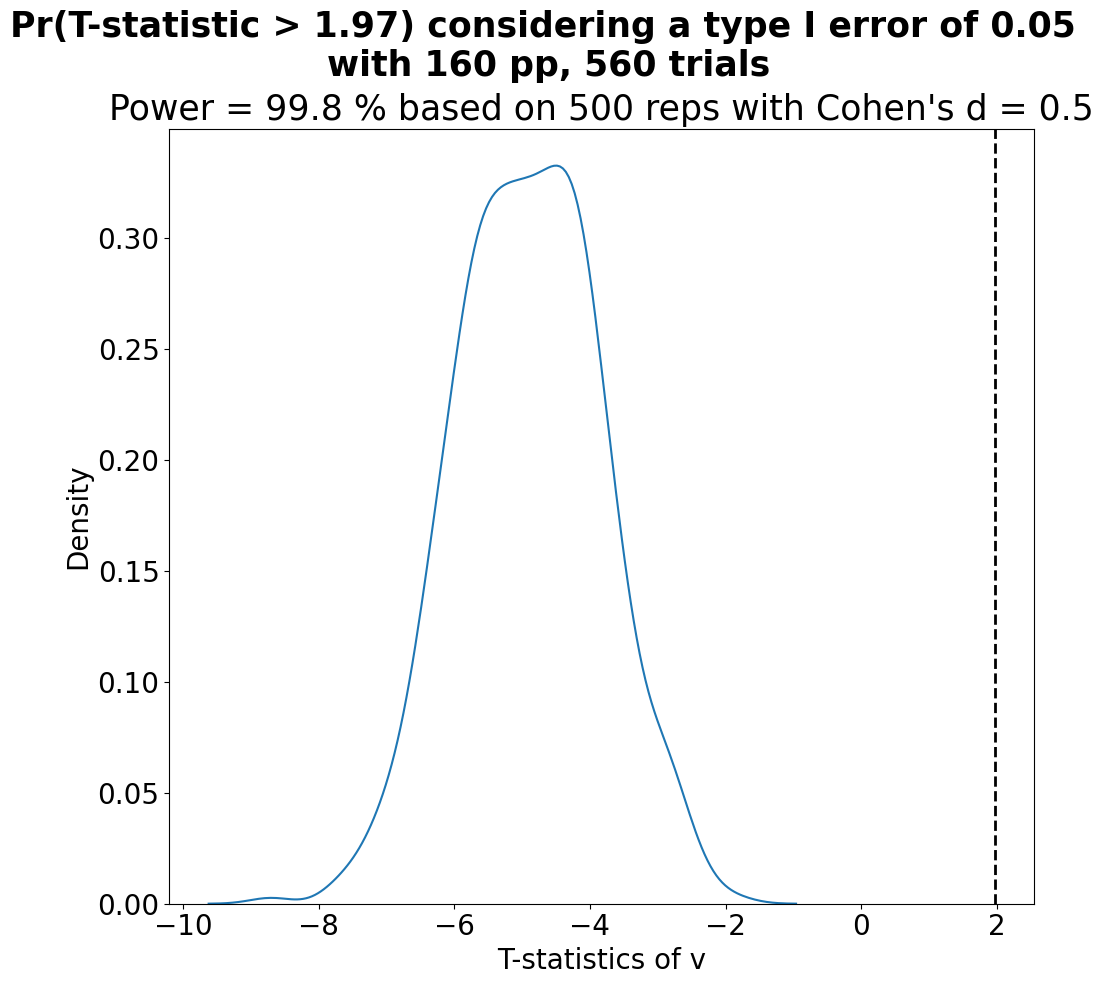 Pr(T-statistic > 1.97) considering a type I error of 0.05
with 160 pp, 560 trials
Power = 99.8 % based on 500 reps with Cohen's d = 0.5
0.30
0.25
0.20
0.15
0.10
0.05
0.00
Density
−10
−8
−6
−4
−2
0
2
T-statistics of v